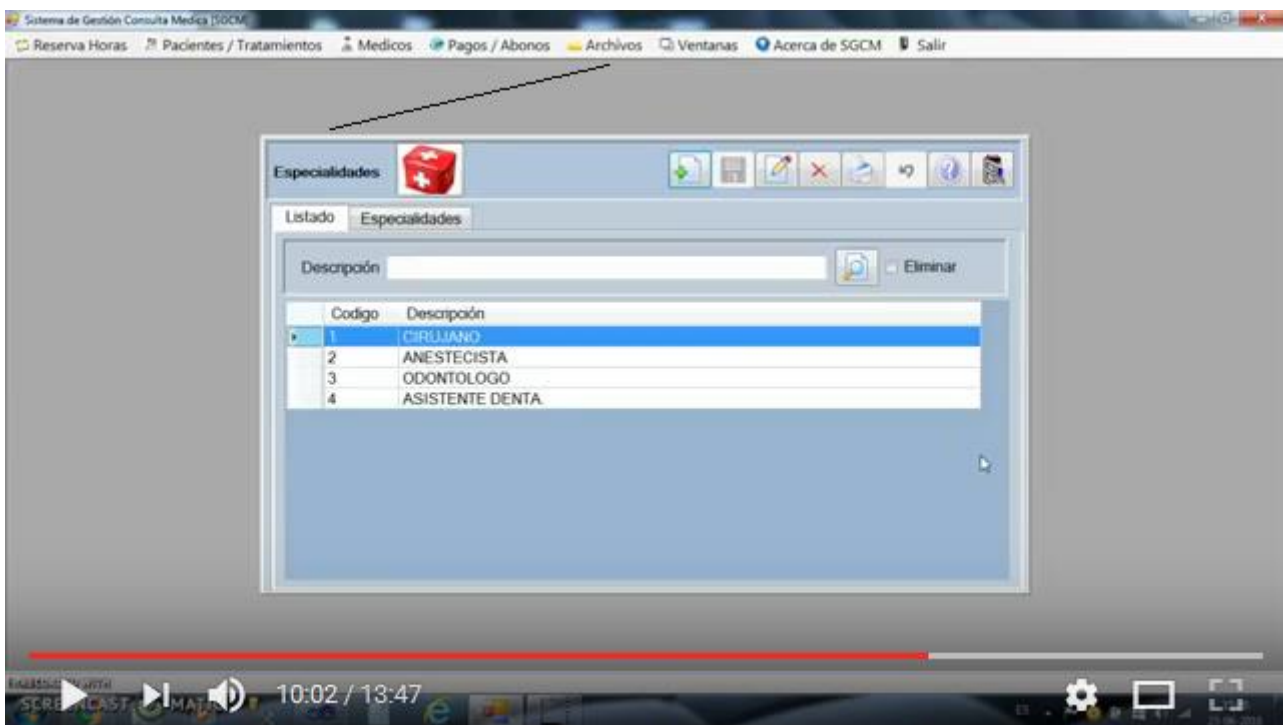 Sistema de Gestión Consulta Medica [SGCM]
Reserva Horas Pacientes / Tratamientos Medicos Pagos / Abonos Archivos Ventanas Acerca de SGCM Salir
Especialidades
Listado Especialidades
Descripción Eliminar
Codigo Descripción
1 CIRUJANO
2 ANESTECISTA
3 ODONTOLOGO
4 ASISTENTE DENTA
10:02 / 13:47